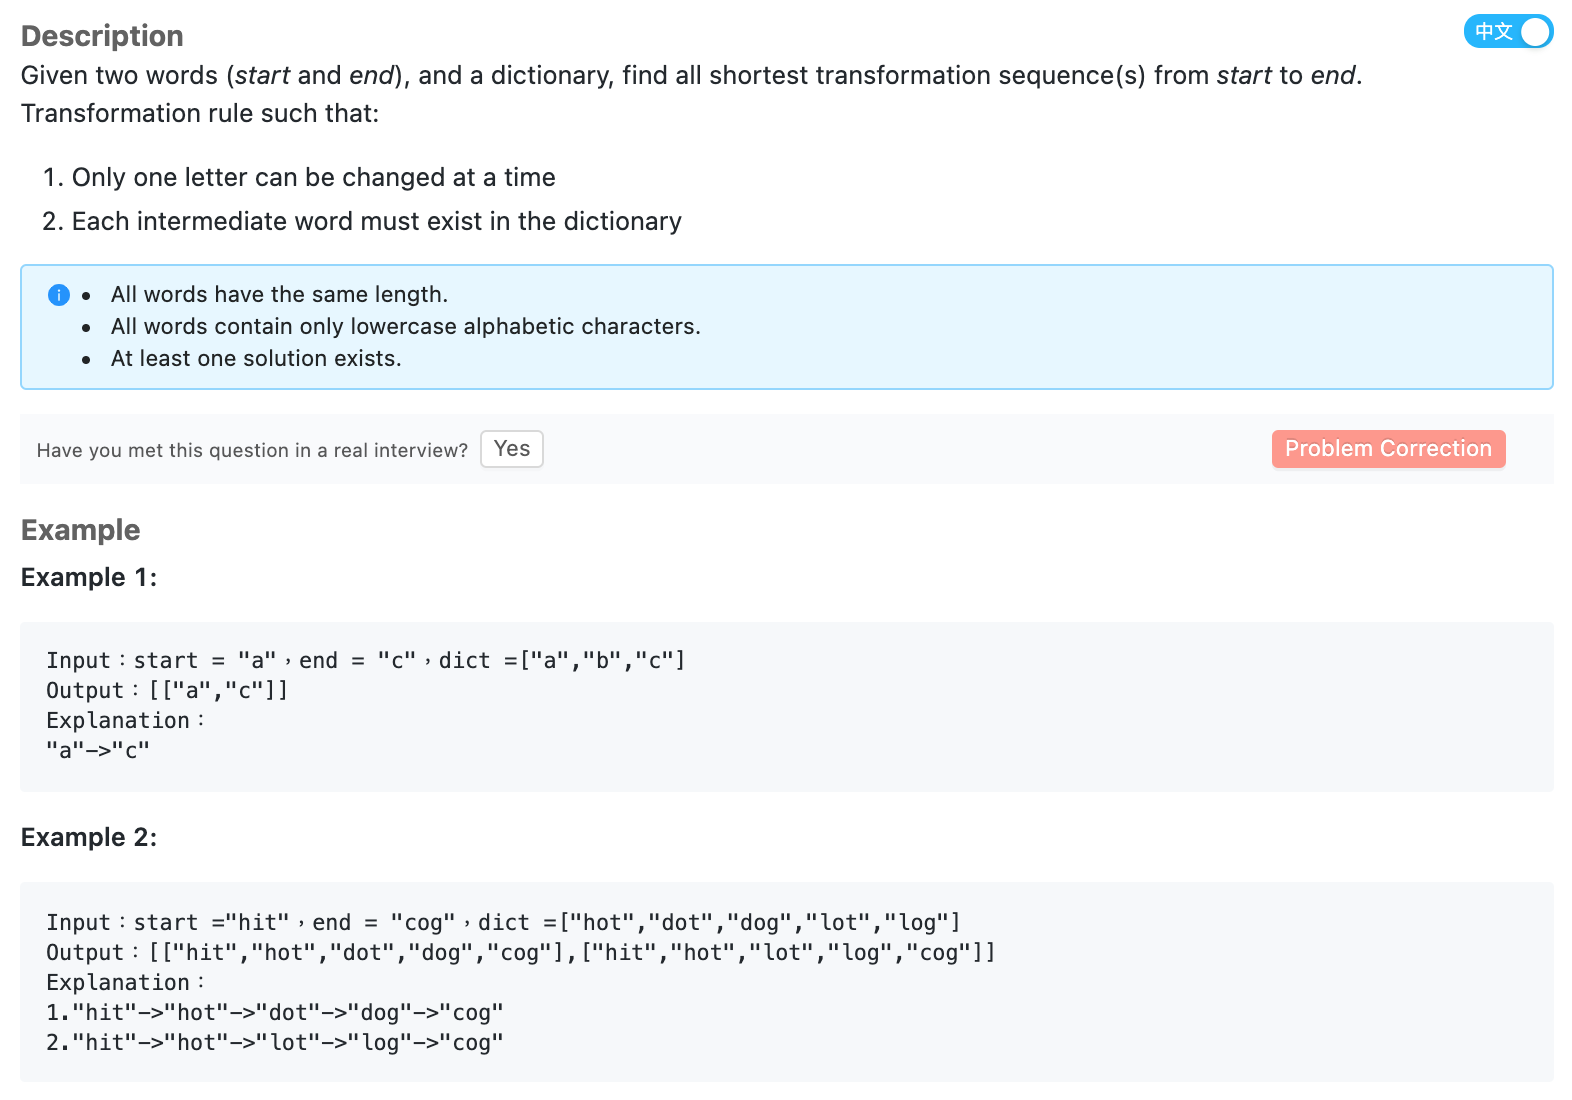 Description
中文
Given two words (start and end), and a dictionary, find all shortest transformation sequence(s) from start to end.
Transformation rule such that:
1. Only one letter can be changed at a time
2. Each intermediate word must exist in the dictionary
• All words have the same length.
• All words contain only lowercase alphabetic characters.
• At least one solution exists.
Have you met this question in a real interview? Yes
Problem Correction
Example
Example 1:
Input：start = "a"，end = "c"，dict =["a","b","c"]
Output：[["a","c"]]
Explanation：
"a"->"c"
Example 2:
Input：start ="hit"，end = "cog"，dict =["hot","dot","dog","lot","log"]
Output：[["hit","hot","dot","dog","cog"],["hit","hot","lot","log","cog"]]
Explanation：
1."hit"->"hot"->"dot"->"dog"->"cog"
2."hit"->"hot"->"lot"->"log"->"cog"